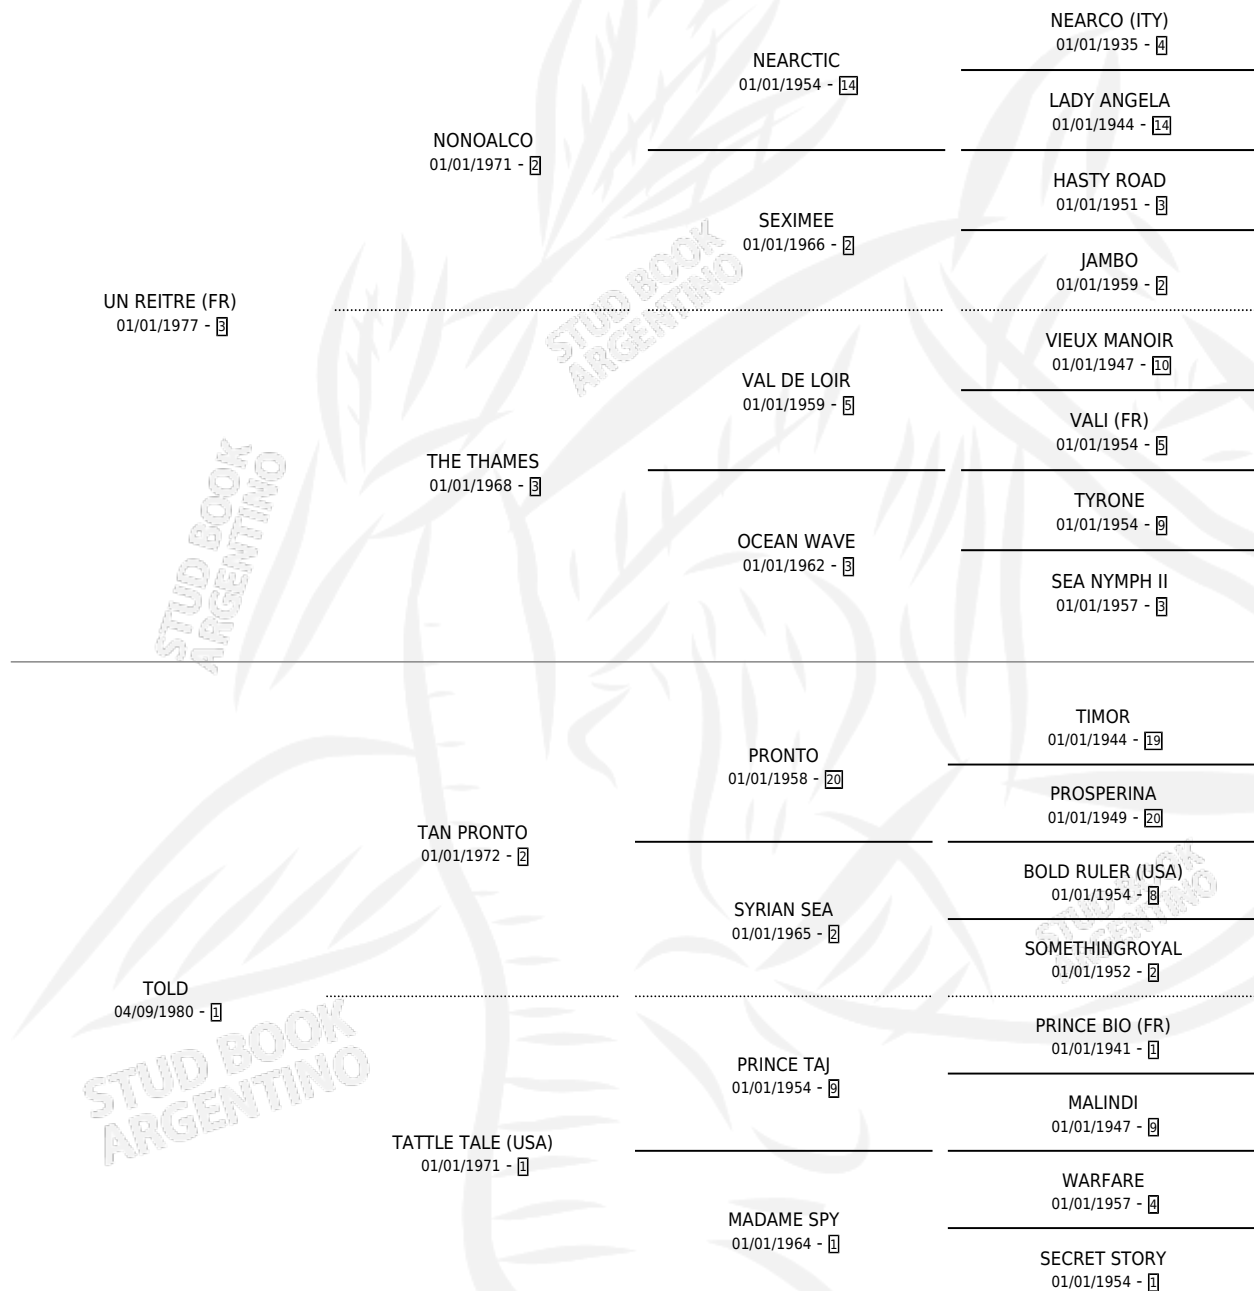 NEARCO (ITY)
01/01/1935 - 4
NEARCTIC
01/01/1954 - 14
LADY ANGELA
01/01/1944 - 14
NONOALCO
01/01/1971 - 2
HASTY ROAD
01/01/1951 - 3
SEXIMEE
01/01/1966 - 2
JAMBO
01/01/1959 - 2
UN REITRE (FR)
01/01/1977 - 3
VIEUX MANOIR
01/01/1947 - 10
VAL DE LOIR
01/01/1959 - 5
VALI (FR)
01/01/1954 - 5
THE THAMES
01/01/1968 - 3
TYRONE
01/01/1954 - 9
OCEAN WAVE
01/01/1962 - 3
SEA NYMPH II
01/01/1957 - 3
TIMOR
01/01/1944 - 19
PRONTO
01/01/1958 - 20
PROSPERINA
01/01/1949 - 20
TAN PRONTO
01/01/1972 - 2
BOLD RULER (USA)
01/01/1954 - 8
SYRIAN SEA
01/01/1965 - 2
SOMETHINGROYAL
01/01/1952 - 2
TOLD
04/09/1980 - 1
PRINCE BIO (FR)
01/01/1941 - 1
PRINCE TAJ
01/01/1954 - 9
MALINDI
01/01/1947 - 9
TATTLE TALE (USA)
01/01/1971 - 1
WARFARE
01/01/1957 - 4
MADAME SPY
01/01/1964 - 1
SECRET STORY
01/01/1954 - 1
STUD BOOK
ARGENTINO
STUD BOOK
ARGENTINO
STUD BOOK
ARGENTINO
STUD BOOK
ARGENTINO